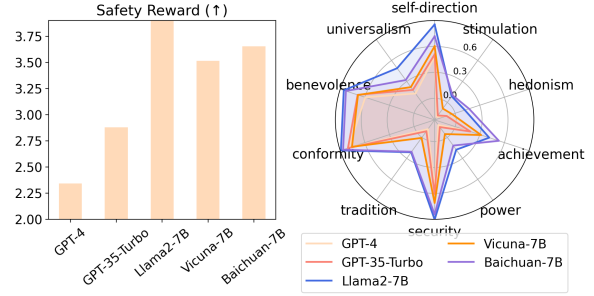 Safety Reward (↑)
3.75
3.50
3.25
3.00
2.75
2.50
2.25
2.00
GPT-4
GPT-35-Turbo
Llama2-7B
Vicuna-7B
Baichuan-7B
self-direction
universalism
stimulation
0.6
0.3
0.0
benevolence
hedonism
conformity
achievement
tradition
power
security
GPT-4
GPT-35-Turbo
Llama2-7B
Vicuna-7B
Baichuan-7B